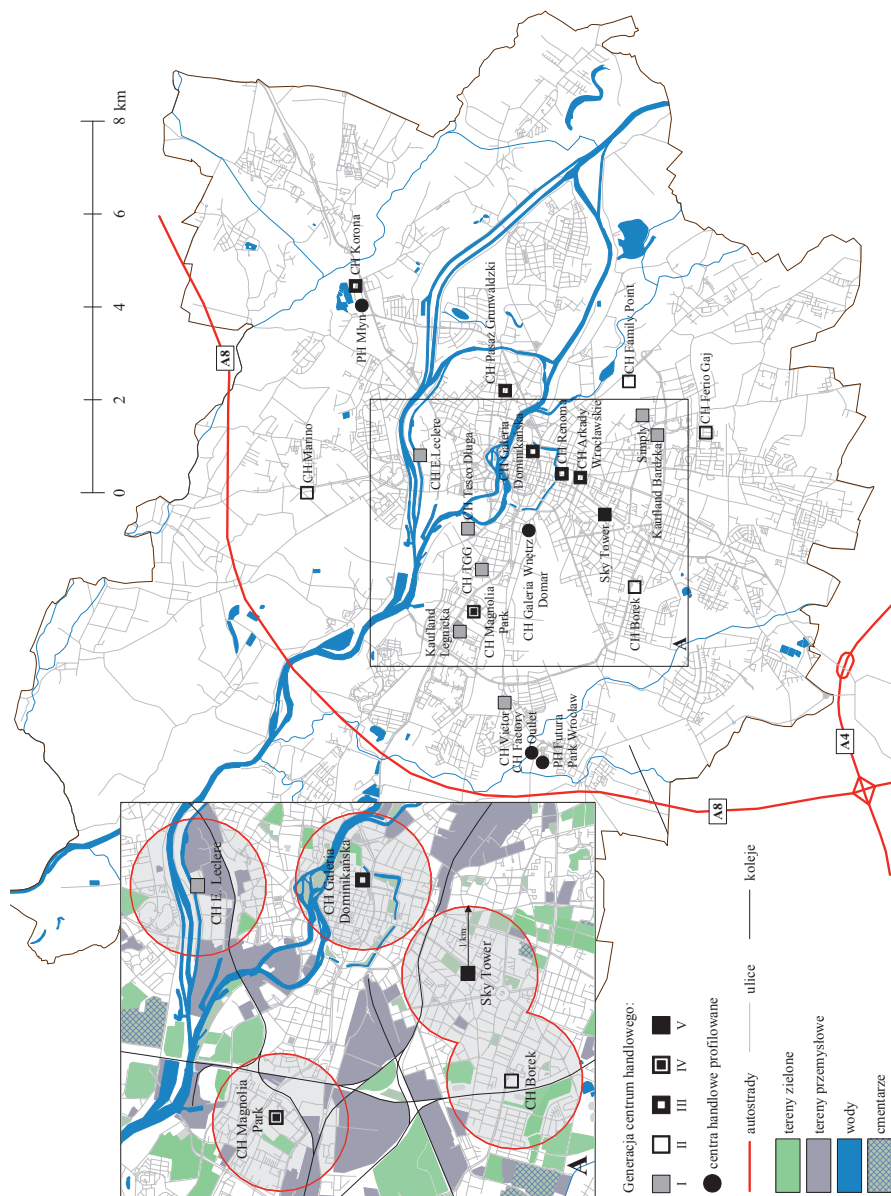 0
2
4
6
8 km
A8
CH Korona
PH Młyn
CH Marino
CH Pasaż Grunwaldzki
CH E.Leclerc
CH Tesco Długa
CH TGG
Kaufland
Legnicka
CH Magnolia
Park
CH Galeria
Dominikańska
CH Renoma
CH Arkady
Wrocławskie
CH Galeria Wnętrz
Domar
Sky Tower
CH Borek
CH Family Point
Simply
Kaufland Bardzka
CH Ferio Gaj
CH Victor
CH Factory
Outlet
PH Futura
Park Wrocław
A
A8
A4
CH E. Leclerc
CH Galeria
Dominikańska
CH Magnolia
Park
Sky Tower
1 km
CH Borek
A
Generacja centrum handlowego:
I
II
III
IV
V
centra handlowe profilowane
autostrady
ulice
koleje
tereny zielone
tereny przemysłowe
wody
cmentarze